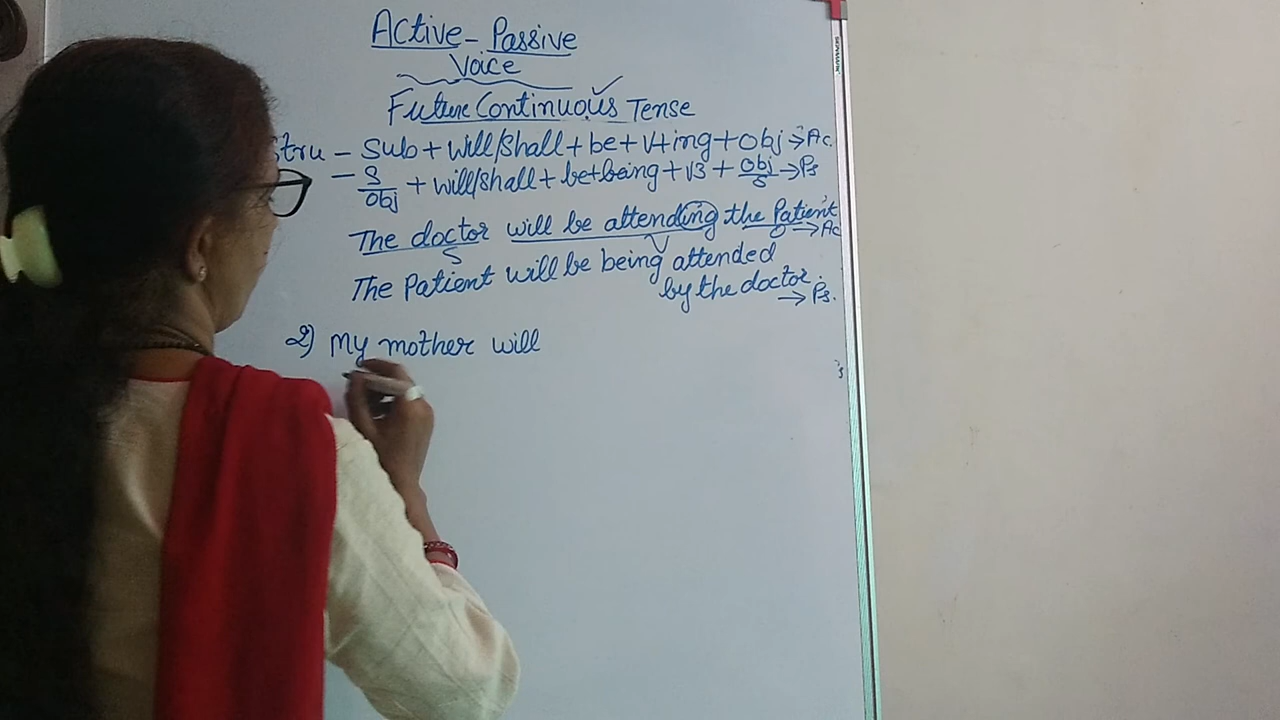 Active - Passive
Voice
Future Continuous Tense
Stru - Sub + will/shall + be + V+ing + Obj → Ac.
- S/Obj + will/shall + be + being + V3 + Obj/S → Ps
The doctor will be attending the Patient
S V O → Ac
The Patient will be being attended
by the doctor.
→ Ps.
2) My mother will